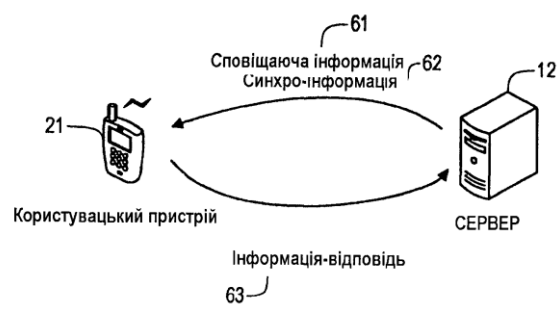 61
Сповіщаюча інформація
Синхро-інформація 62
12
21
Користувацький пристрій
СЕРВЕР
Інформація-відповідь
63